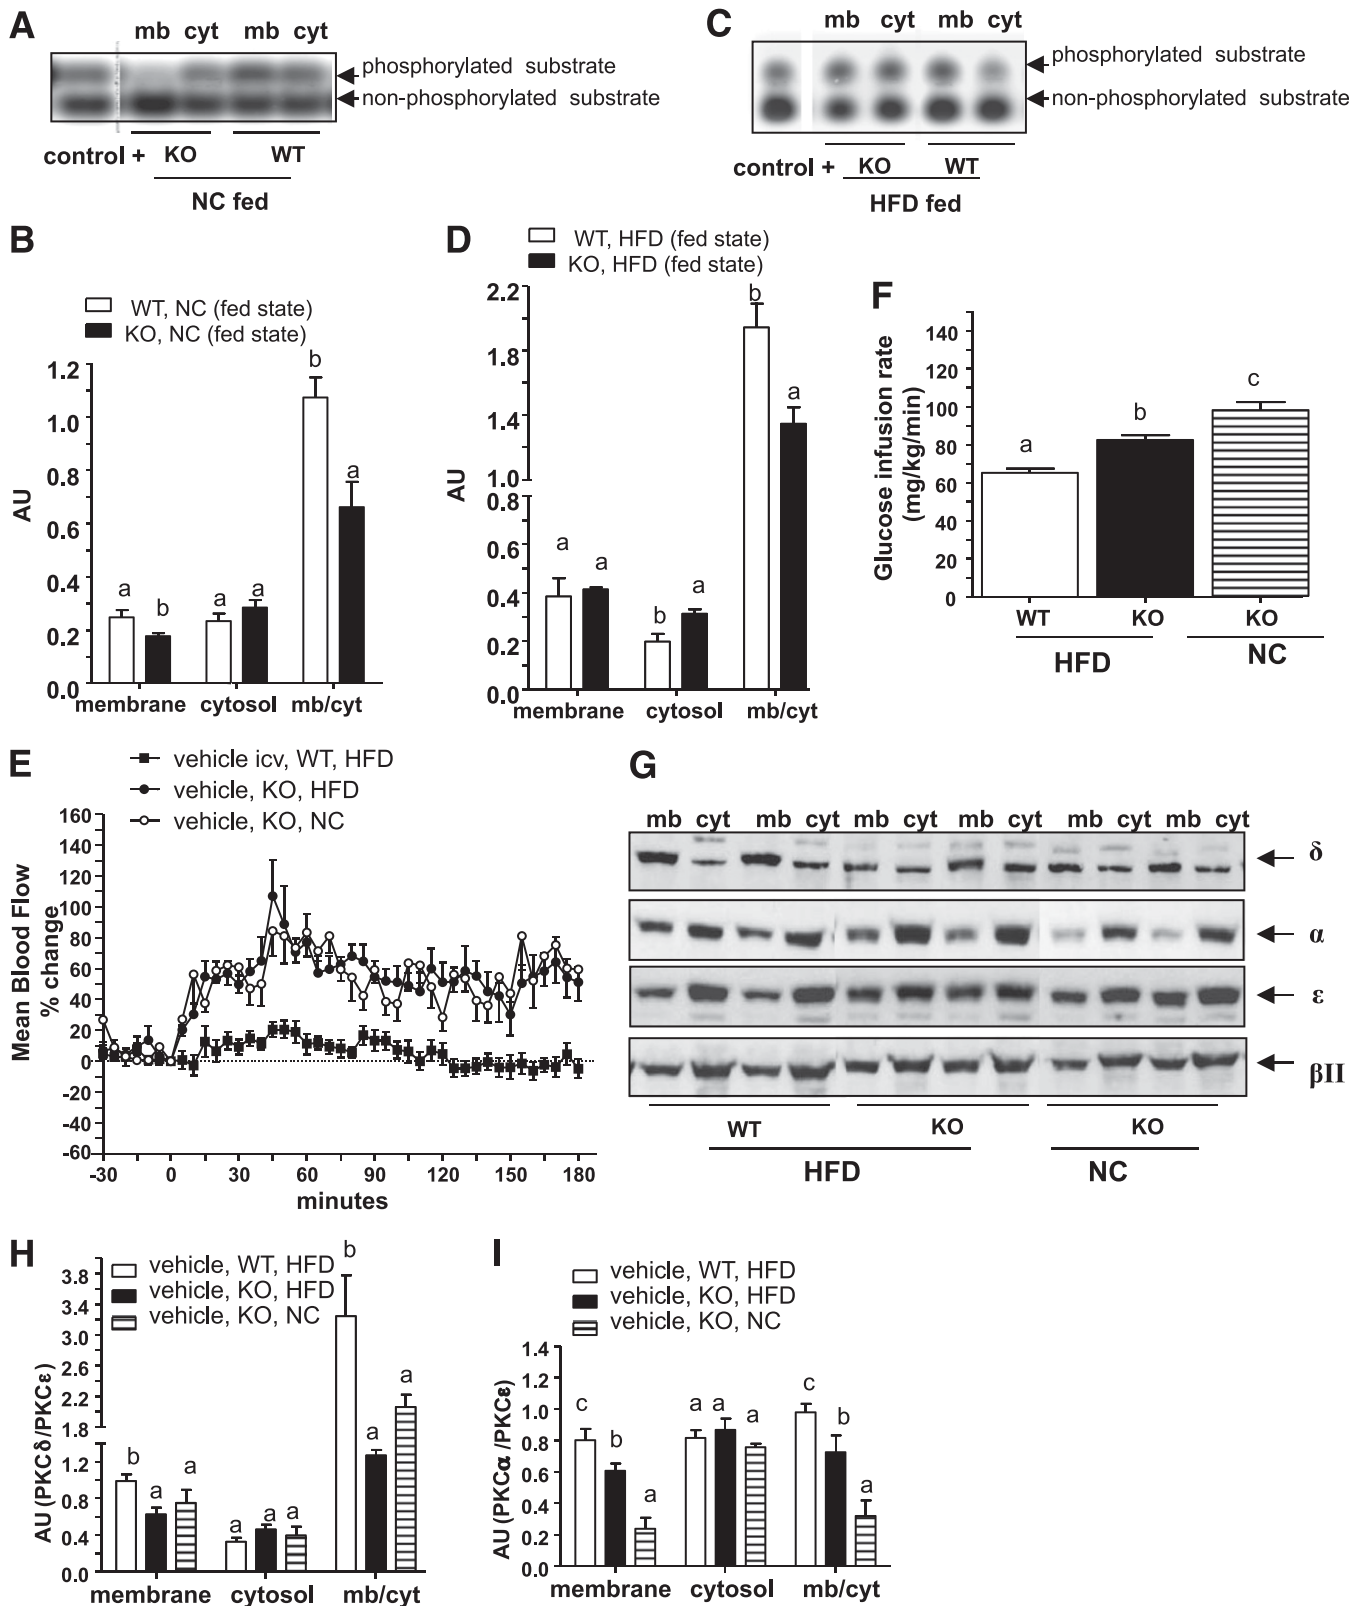 A
mb cyt mb cyt
phosphorylated substrate
non-phosphorylated substrate
control + KO WT
NC fed
C
mb cyt mb cyt
phosphorylated substrate
non-phosphorylated substrate
control + KO WT
HFD fed
B
WT, NC (fed state)
KO, NC (fed state)
AU
1.2
1.0
0.8
0.6
0.4
0.2
0.0
a b a a b a
membrane cytosol mb/cyt
D
WT, HFD (fed state)
KO, HFD (fed state)
AU
2.2
1.8
1.4
1.0
0.8
0.6
0.4
0.2
0.0
a a b a b a
membrane cytosol mb/cyt
F
Glucose infusion rate
(mg/kg/min)
140
120
100
80
60
40
20
0
a b c
WT KO KO
HFD NC
E
vehicle icv, WT, HFD
vehicle, KO, HFD
vehicle, KO, NC
Mean Blood Flow
% change
160
140
120
100
80
60
40
20
0
-20
-40
-60
-30 0 30 60 90 120 150 180
minutes
G
mb cyt mb cyt mb cyt mb cyt mb cyt mb cyt
δ
α
ε
βII
WT KO KO
HFD NC
H
vehicle, WT, HFD
vehicle, KO, HFD
vehicle, KO, NC
AU (PKCδ/PKCε)
3.8
3.4
3.0
2.6
2.2
1.8
1.2
0.8
0.4
0.0
b a a a a a b a a
membrane cytosol mb/cyt
I
vehicle, WT, HFD
vehicle, KO, HFD
vehicle, KO, NC
AU (PKCα/PKCε)
1.4
1.2
1.0
0.8
0.6
0.4
0.2
0.0
c b a a a a c b a
membrane cytosol mb/cyt